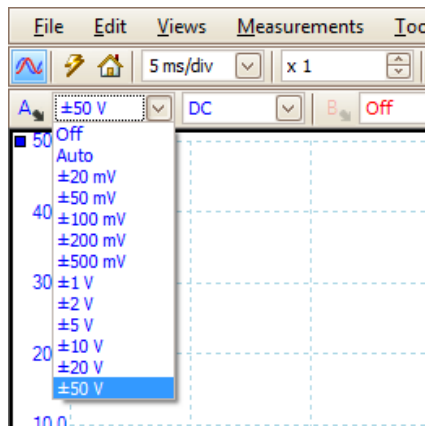 File Edit Views Measurements
5 ms/div x 1
A ±50 V DC B Off
50
Off
Auto
±20 mV
±50 mV
40
±100 mV
±200 mV
±500 mV
30
±1 V
±2 V
±5 V
±10 V
20
±20 V
±50 V
10.0